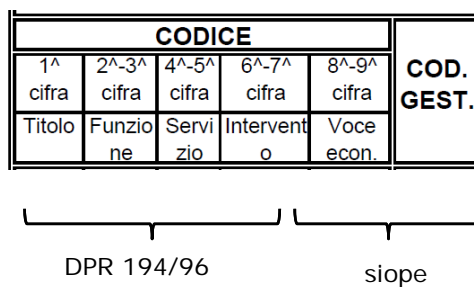 CODICE
COD. GEST.
1^ cifra 2^-3^ cifra 4^-5^ cifra 6^-7^ cifra 8^-9^ cifra
Titolo Funzio ne Servi zio Intervent o Voce econ.
DPR 194/96
siope